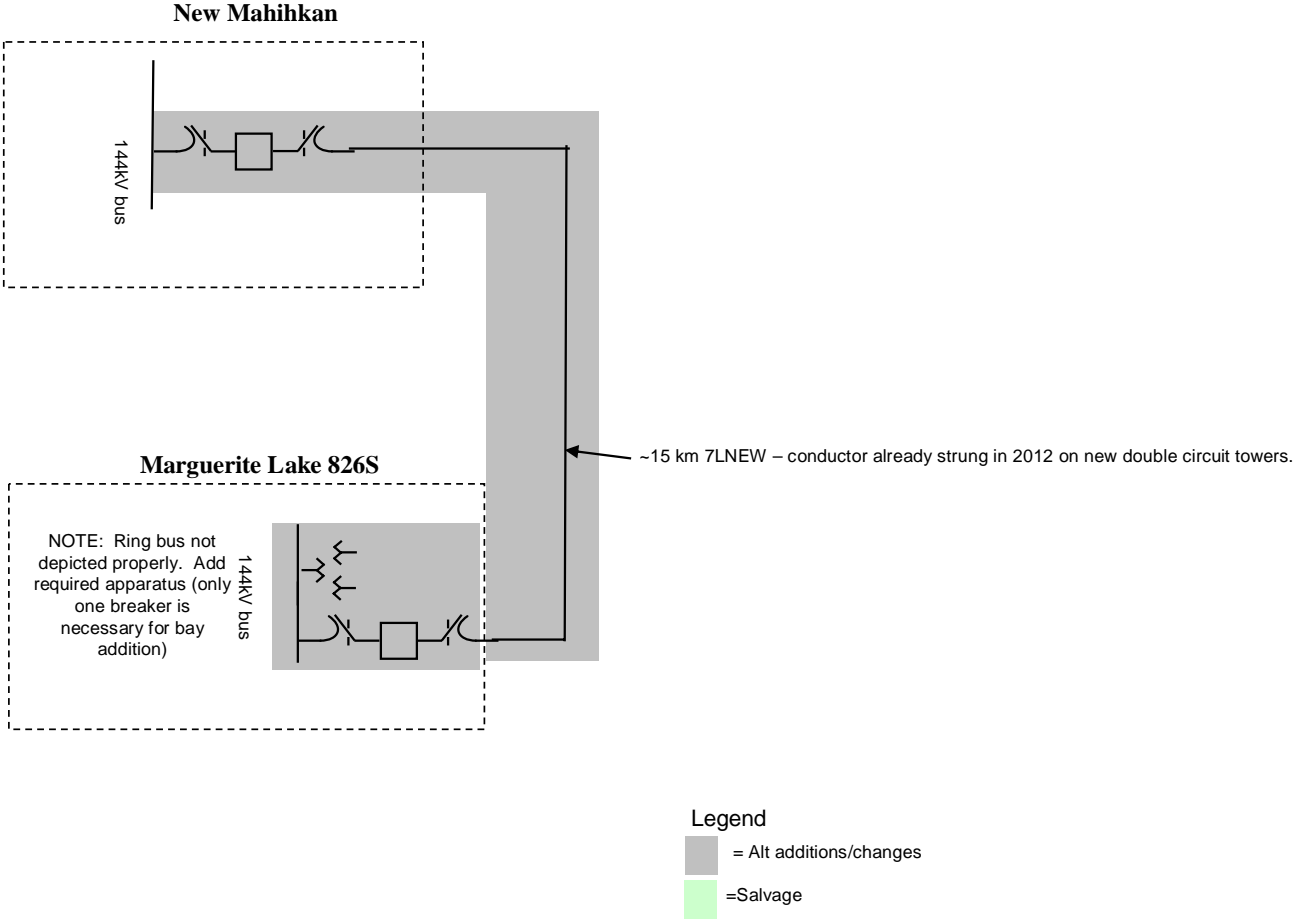 New Mahihkan
144kV bus
~15 km 7LNEW – conductor already strung in 2012 on new double circuit towers.
Marguerite Lake 826S
NOTE: Ring bus not
depicted properly. Add
required apparatus (only
one breaker is
necessary for bay
addition)
144kV bus
Legend
= Alt additions/changes
=Salvage